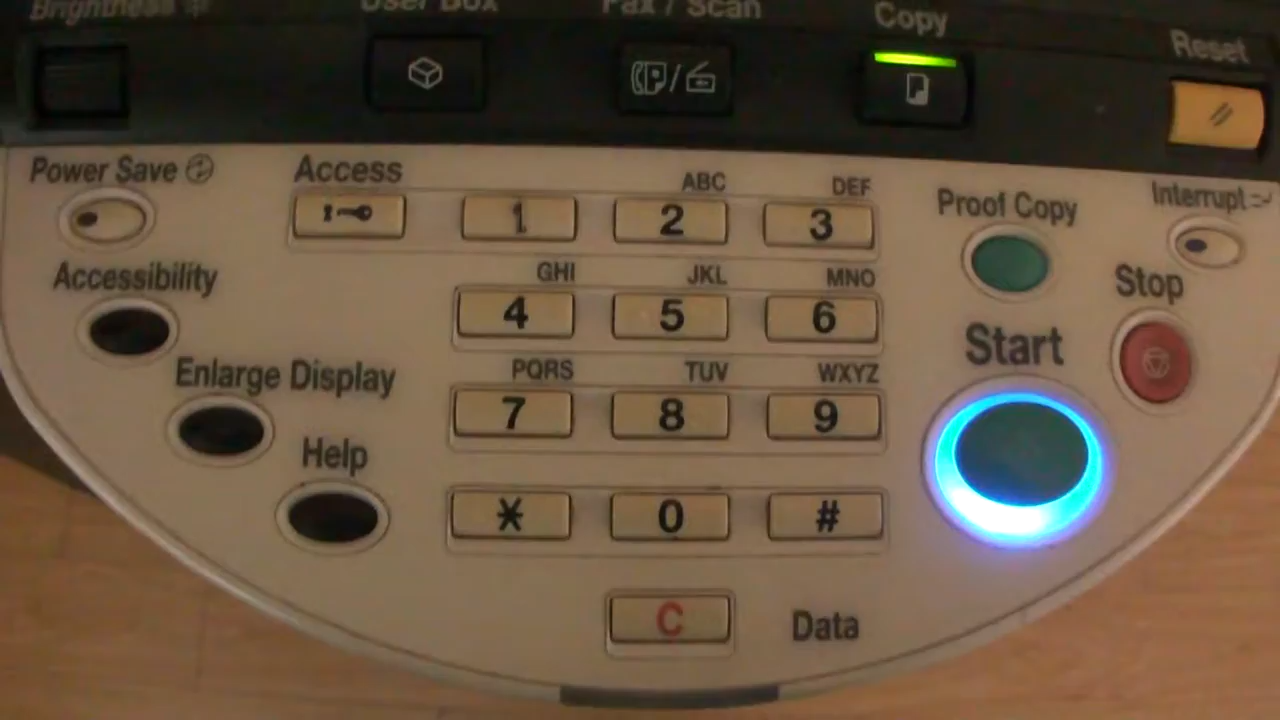 Brightness
User Box
Fax / Scan
Copy
Reset
Power Save
Access
ABC
DEF
1
2
3
Proof Copy
Interrupt
Accessibility
GHI
JKL
MNO
4
5
6
Stop
Start
Enlarge Display
PQRS
TUV
WXYZ
7
8
9
Help
*
0
#
C
Data